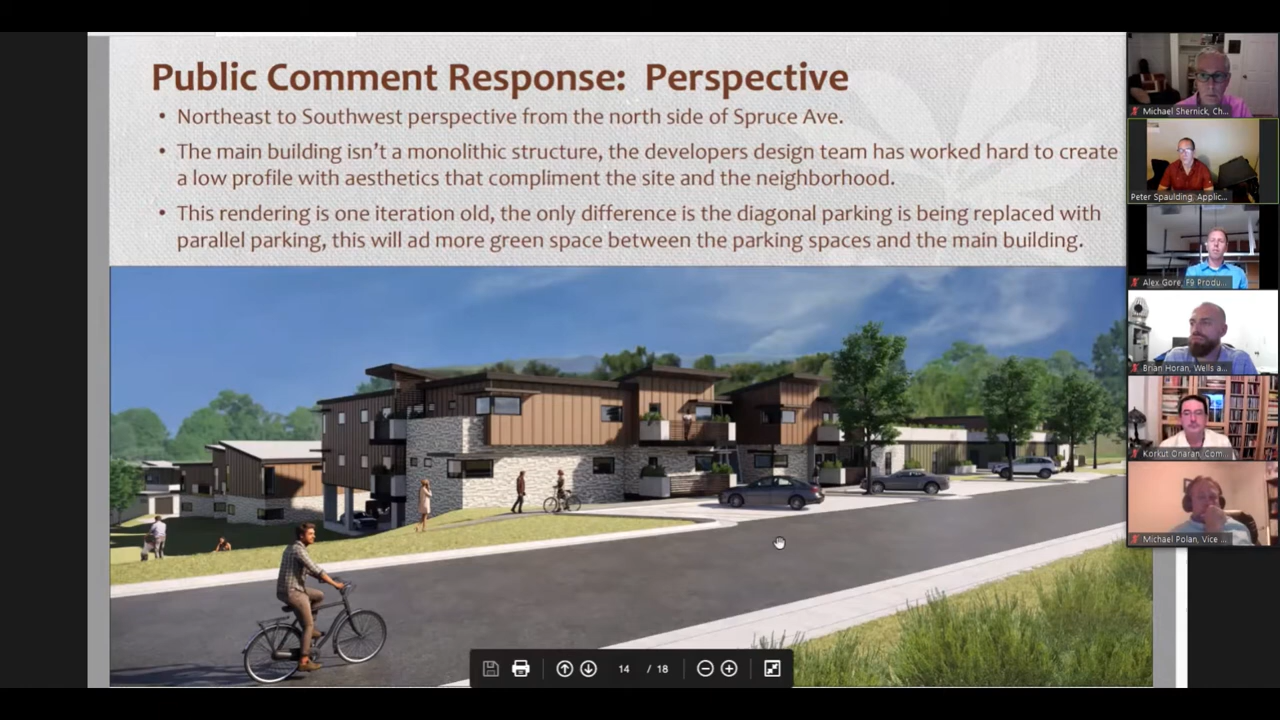 Public Comment Response: Perspective
• Northeast to Southwest perspective from the north side of Spruce Ave.
• The main building isn't a monolithic structure, the developers design team has worked hard to create
a low profile with aesthetics that compliment the site and the neighborhood.
• This rendering is one iteration old, the only difference is the diagonal parking is being replaced with
parallel parking, this will ad more green space between the parking spaces and the main building.
Michael Shernick, Ch...
Peter Spaulding, Applic...
Alex Gore, F9 Produ...
Brian Horan, Wells a...
Korkut Onaran, Com...
Michael Polan, Vice ...
14 / 18